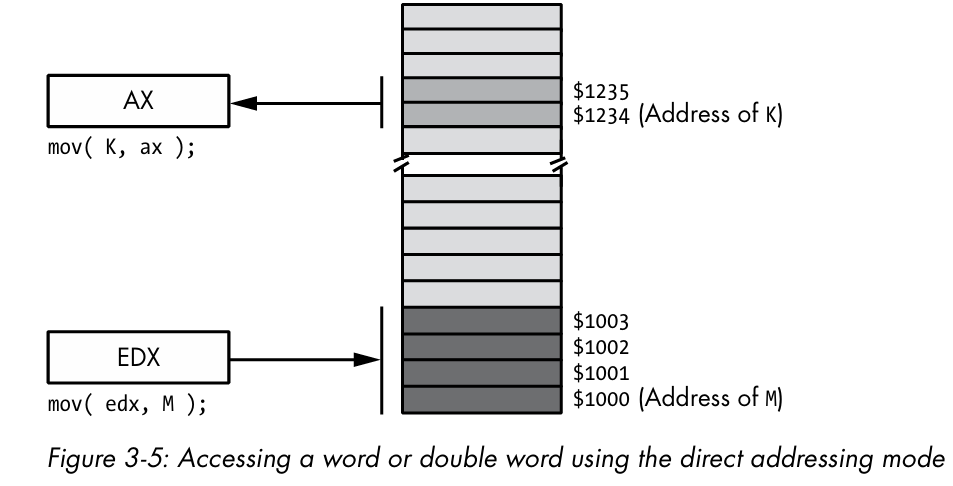 AX
$1235
$1234 (Address of K)
mov( K, ax );
$1003
$1002
EDX
$1001
$1000 (Address of M)
mov( edx, M );
Figure 3-5: Accessing a word or double word using the direct addressing mode